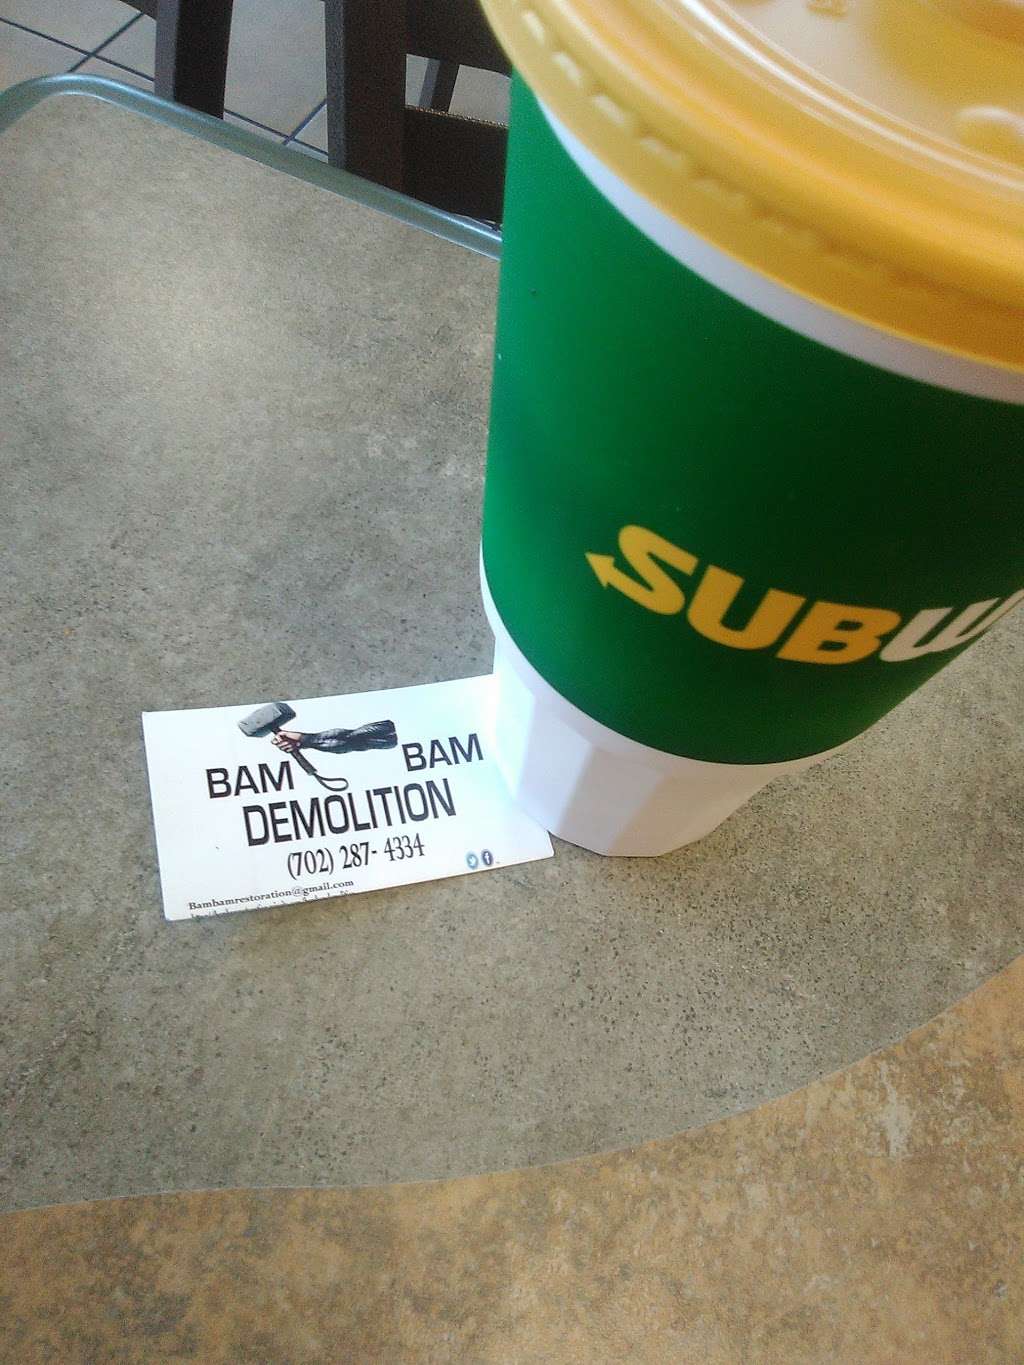 SUBW
BAM BAM
DEMOLITION
(702) 287- 4334
Bambamrestoration@gmail.com